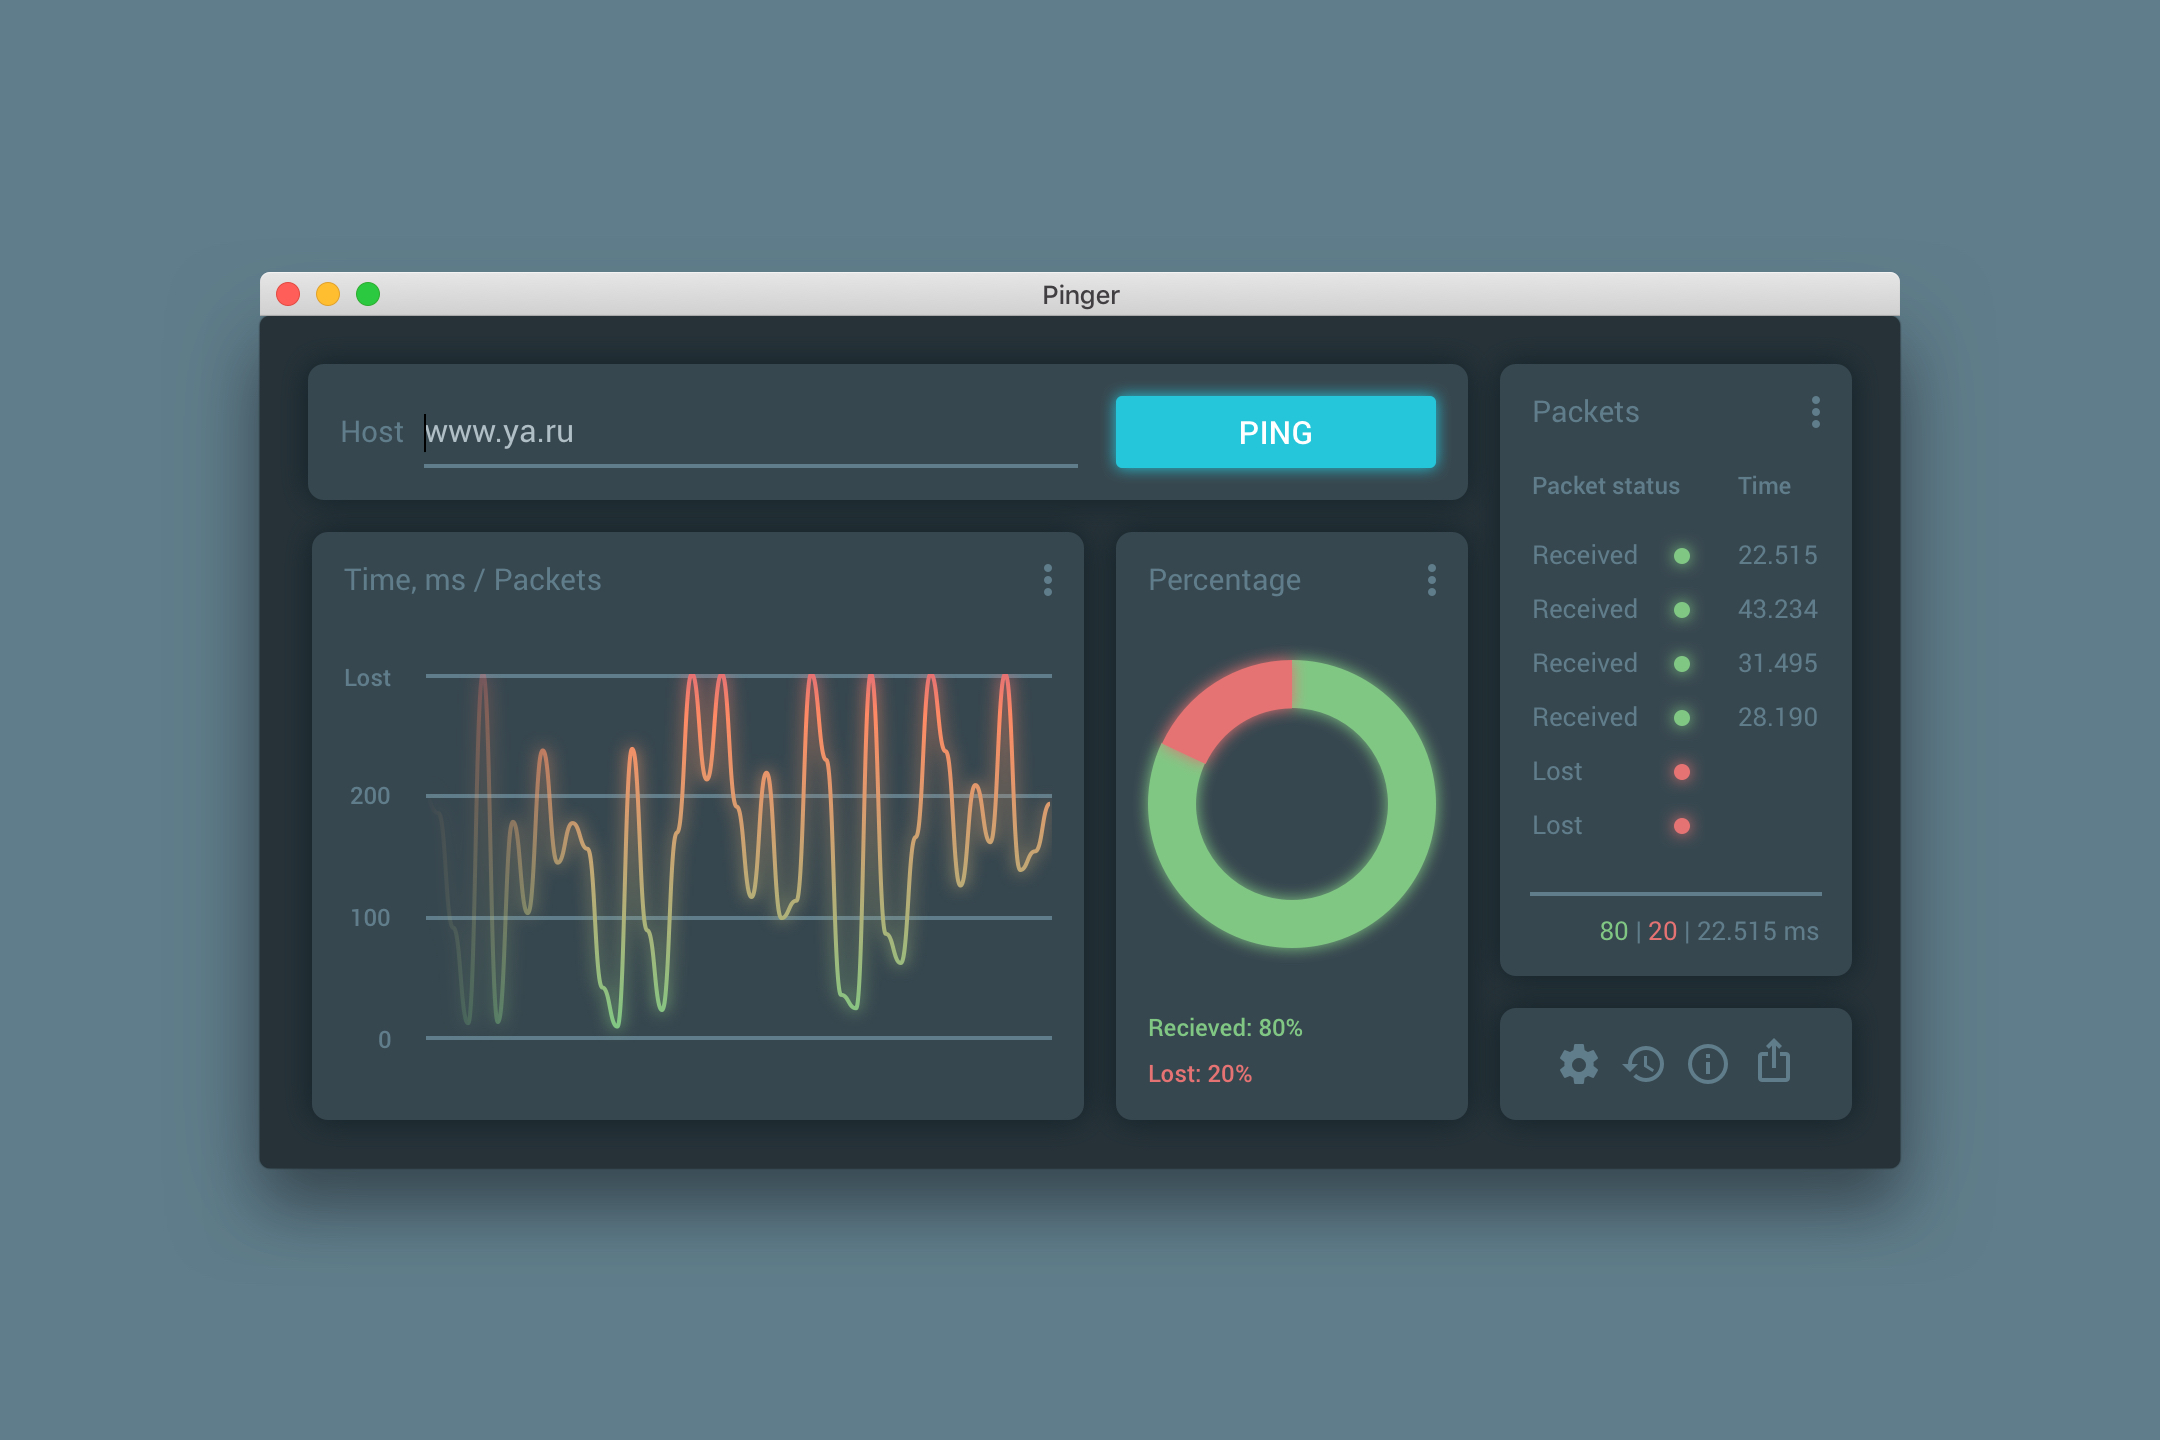 Pinger
Host www.ya.ru
PING
Time, ms / Packets
Lost
200
100
0
Percentage
Recieved: 80%
Lost: 20%
Packets
Packet status Time
Received 22.515
Received 43.234
Received 31.495
Received 28.190
Lost
Lost
80 | 20 | 22.515 ms